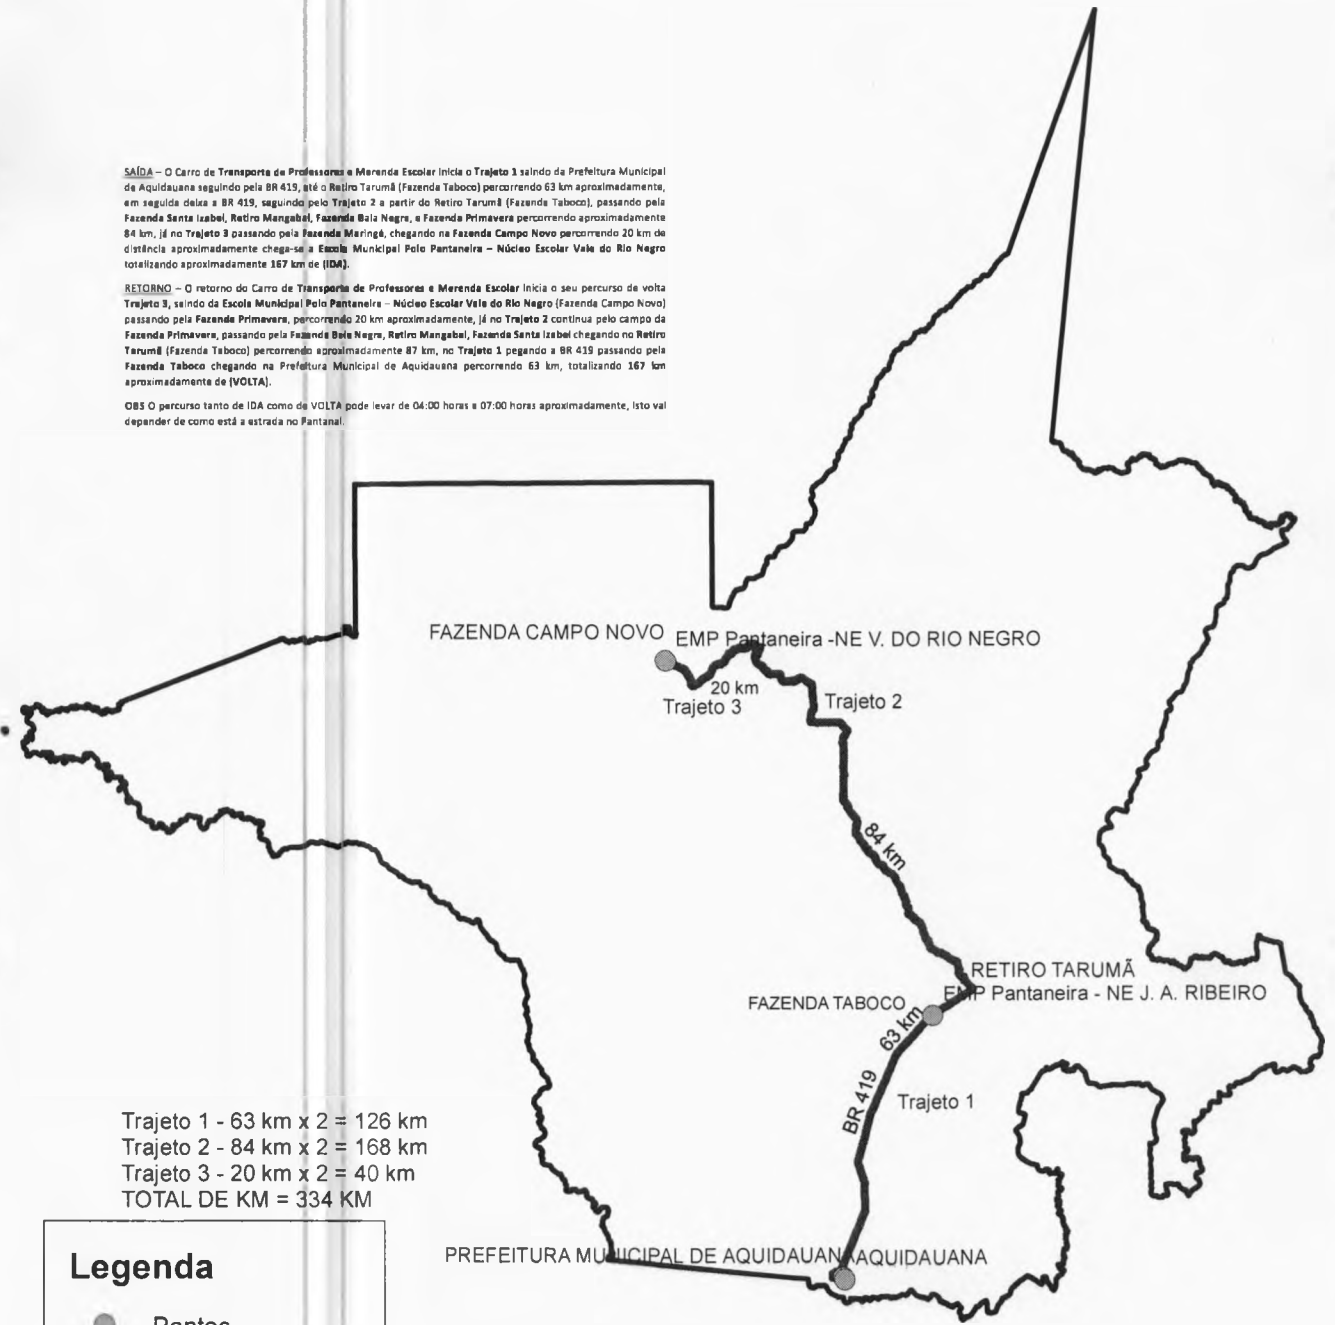 SAÍDA – O Carro de Transporte de Professores e Merenda Escolar inicia o Trajeto 1 saindo da Prefeitura Municipal
de Aquidauana seguindo pela BR 419, até o Retiro Tarumã (Fazenda Taboco) percorrendo 63 km aproximadamente,
em seguida deixa a BR 419, seguindo pelo Trajeto 2 a partir do Retiro Tarumã (Fazenda Taboco), passando pela
Fazenda Santa Izabel, Retiro Mangabal, Fazenda Baia Negra, e Fazenda Primavera percorrendo aproximadamente
84 km, já no Trajeto 3 passando pela Fazenda Maringá, chegando na Fazenda Campo Novo percorrendo 20 km de
distância aproximadamente chega-se a Escola Municipal Polo Pantaneira – Núcleo Escolar Vale do Rio Negro
totalizando aproximadamente 167 km de (IDA).
RETORNO – O retorno do Carro de Transporte de Professores e Merenda Escolar inicia o seu percurso de volta
Trajeto 3, saindo da Escola Municipal Polo Pantaneira – Núcleo Escolar Vale do Rio Negro (Fazenda Campo Novo)
passando pela Fazenda Primavera, percorrendo 20 km aproximadamente, já no Trajeto 2 continua pelo campo da
Fazenda Primavera, passando pela Fazenda Baia Negra, Retiro Mangabal, Fazenda Santa Izabel chegando no Retiro
Tarumã (Fazenda Taboco) percorrendo aproximadamente 87 km, no Trajeto 1 pegando a BR 419 passando pela
Fazenda Taboco chegando na Prefeitura Municipal de Aquidauana percorrendo 63 km, totalizando 167 km
aproximadamente de (VOLTA).
OBS O percurso tanto de IDA como de VOLTA pode levar de 04:00 horas a 07:00 horas aproximadamente, isto vai
depender de como está a estrada no Pantanal.
FAZENDA CAMPO NOVO
EMP Pantaneira -NE V. DO RIO NEGRO
20 km
Trajeto 3
Trajeto 2
84 km
RETIRO TARUMÃ
EMP Pantaneira - NE J. A. RIBEIRO
FAZENDA TABOCO
63 km
BR 419
Trajeto 1
Trajeto 1 - 63 km x 2 = 126 km
Trajeto 2 - 84 km x 2 = 168 km
Trajeto 3 - 20 km x 2 = 40 km
TOTAL DE KM = 334 KM
PREFEITURA MUNICIPAL DE AQUIDAUANA
AQUIDAUANA
Legenda
Pontos